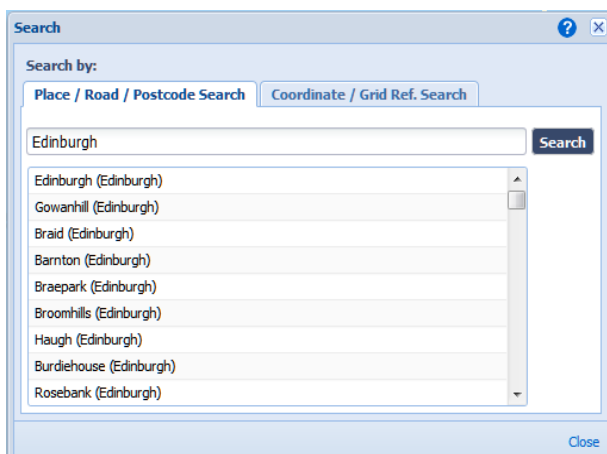 Search
Search by:
Place / Road / Postcode Search Coordinate / Grid Ref. Search
Edinburgh Search
Edinburgh (Edinburgh)
Gowanhill (Edinburgh)
Braid (Edinburgh)
Barnton (Edinburgh)
Braepark (Edinburgh)
Broomhills (Edinburgh)
Haugh (Edinburgh)
Burdiehouse (Edinburgh)
Rosebank (Edinburgh)
Close